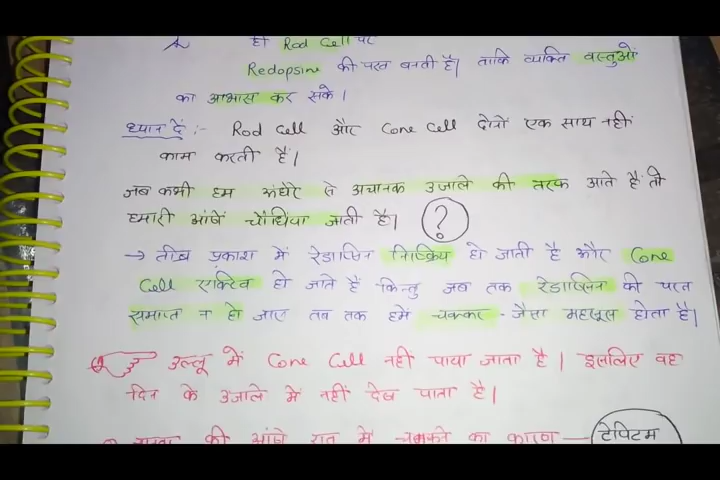 ही Rod Cell पर
Redopsine की परत बनती है। ताकि व्यक्ति वस्तुओं
का आभास कर सके।
ध्यान दें :- Rod Cell और Cone Cell दोनों एक साथ नहीं
काम करती हैं।
जब कभी हम अंधेरे से अचानक उजाले की तरफ आते हैं तो
हमारी आंखें चौंधिया जाती है। ?
→ तीव्र प्रकाश में रेडाप्सिन निष्क्रिय हो जाती है और Cone
Cell एक्टिव हो जाते हैं किन्तु जब तक रेडाप्सिन की परत
समाप्त न हो जाए तब तक हमें चक्कर - जैसा महसूस होता है।
उल्लू में Cone Cell नहीं पाया जाता है। इसलिए वह
दिन के उजाले में नहीं देख पाता है।
की आंखें रात में चमकने का कारण — टेपिटम